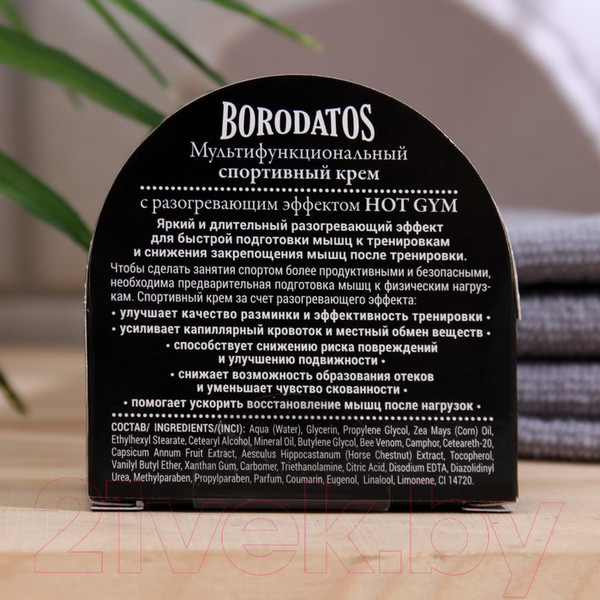 BORODATOS
Мультифункциональный
спортивный крем
с разогревающим эффектом HOT GYM
Яркий и длительный разогревающий эффект
для быстрой подготовки мышц к тренировкам
и снижения закрепощения мышц после тренировки.
Чтобы сделать занятия спортом более продуктивными и безопасными,
необходима предварительная подготовка мышц к физическим нагруз-
кам. Спортивный крем за счет разогревающего эффекта:
• улучшает качество разминки и эффективность тренировки •
• усиливает капиллярный кровоток и местный обмен веществ •
• способствует снижению риска повреждений
и улучшению подвижности •
• снижает возможность образования отеков
и уменьшает чувство скованности •
• помогает ускорить восстановление мышц после нагрузок •
СОСТАВ/ INGREDIENTS/(INCI): Aqua (Water), Glycerin, Propylene Glycol, Zea Mays (Corn) Oil,
Ethylhexyl Stearate, Cetearyl Alcohol, Mineral Oil, Butylene Glycol, Bee Venom, Camphor, Ceteareth-20,
Capsicum Annum Fruit Extract, Aesculus Hippocastanum (Horse Chestnut) Extract, Tocopherol,
Vanilyl Butyl Ether, Xanthan Gum, Carbomer, Triethanolamine, Citric Acid, Disodium EDTA, Diazolidinyl
Urea, Methylparaben, Propylparaben, Parfum, Coumarin, Eugenol, Linalool, Limonene, CI 14720.
21vek.by